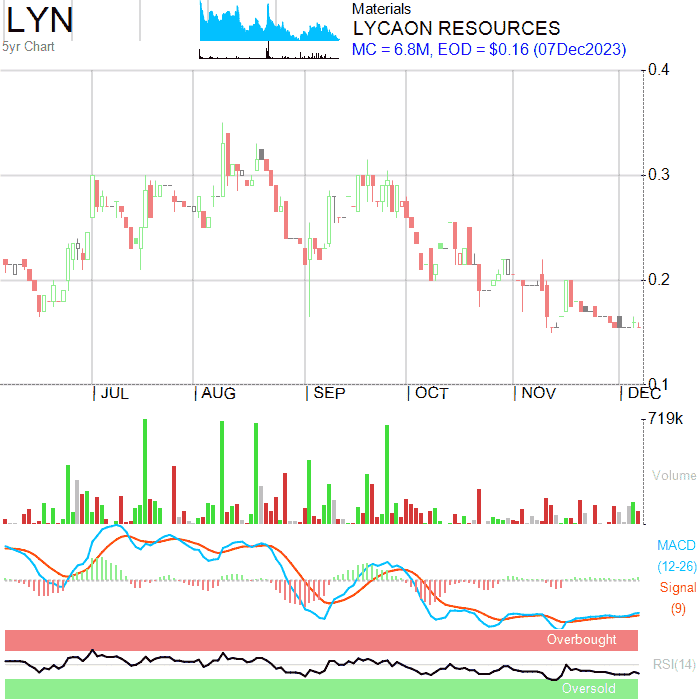 LYN
5yr Chart
Materials
LYCAON RESOURCES
MC = 6.8M, EOD = $0.16 (07Dec2023)
0.4
0.3
0.2
0.1
JUL AUG SEP OCT NOV DEC
719k
Volume
MACD
(12-26)
Signal
(9)
Overbought
RSI(14)
Oversold